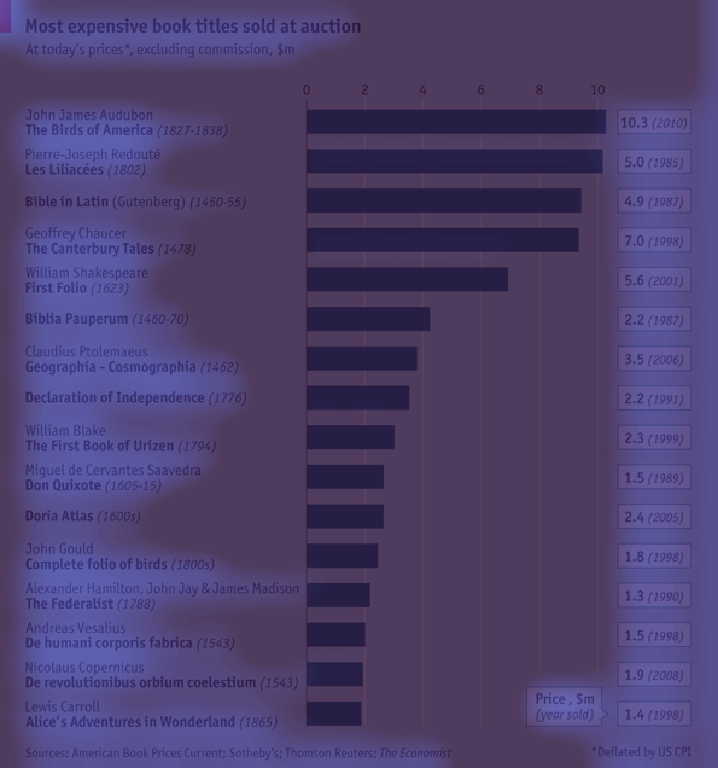 Most expensive book titles sold at auction
At today's prices*, excluding commission, $m
0 2 4 6 8 10
John James Audubon
The Birds of America (1827-1838)
10.3 (2010)
Pierre-Joseph Redouté
Les Liliacées (1802)
5.0 (1985)
Bible in Latin (Gutenberg) (1450-55)
4.9 (1987)
Geoffrey Chaucer
The Canterbury Tales (1478)
7.0 (1998)
William Shakespeare
First Folio (1623)
5.6 (2001)
Biblia Pauperum (1460-70)
2.2 (1987)
Claudius Ptolemaeus
Geographia - Cosmographia (1462)
3.5 (2006)
Declaration of Independence (1776)
2.2 (1991)
William Blake
The First Book of Urizen (1794)
2.3 (1999)
Miguel de Cervantes Saavedra
Don Quixote (1605-15)
1.5 (1989)
Doria Atlas (1600s)
2.4 (2005)
John Gould
Complete folio of birds (1800s)
1.8 (1998)
Alexander Hamilton, John Jay & James Madison
The Federalist (1788)
1.3 (1990)
Andreas Vesalius
De humani corporis fabrica (1543)
1.5 (1998)
Nicolaus Copernicus
De revolutionibus orbium coelestium (1543)
1.9 (2008)
Lewis Carroll
Alice's Adventures in Wonderland (1865)
1.4 (1998)
Price, $m
(year sold)
Sources: American Book Prices Current; Sotheby's; Thomson Reuters; The Economist
*Deflated by US CPI